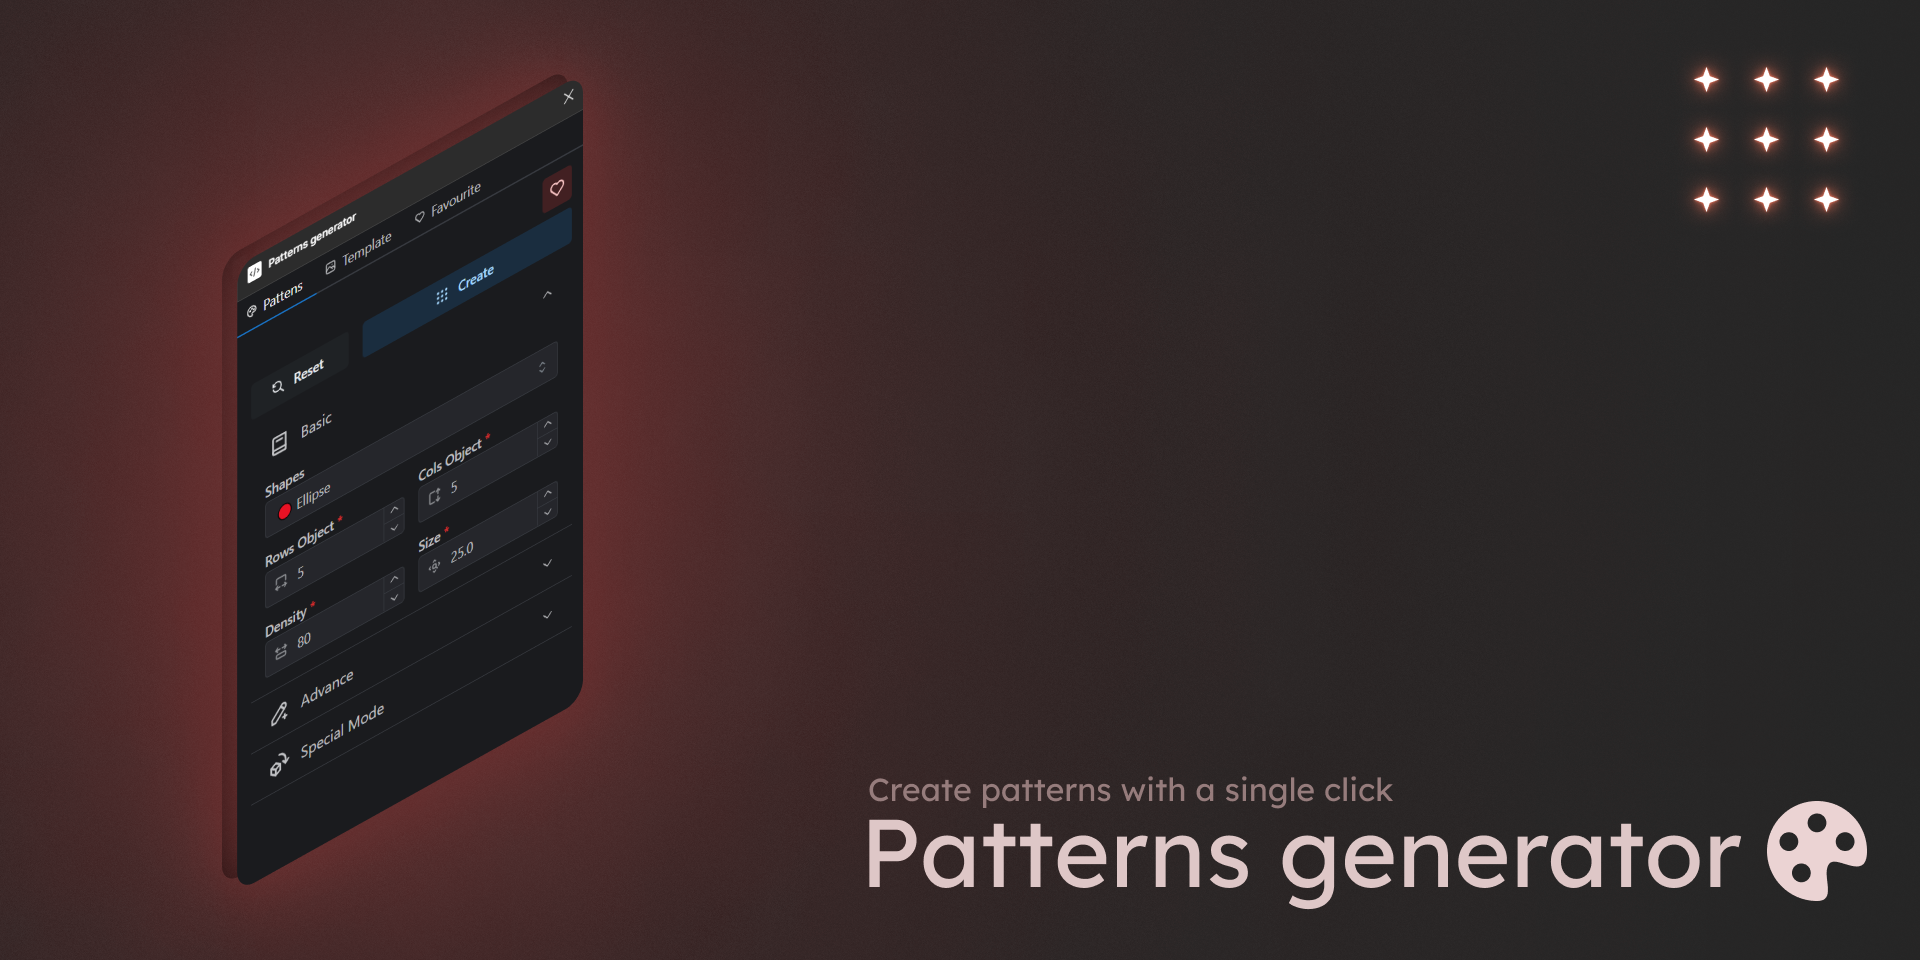 Patterns generator
Pattens
Template
Favourite
Reset
Create
Basic
Shapes
Ellipse
Rows Object *
5
Cols Object *
5
Density *
80
Size *
25.0
Advance
Special Mode
Create patterns with a single click
Patterns generator